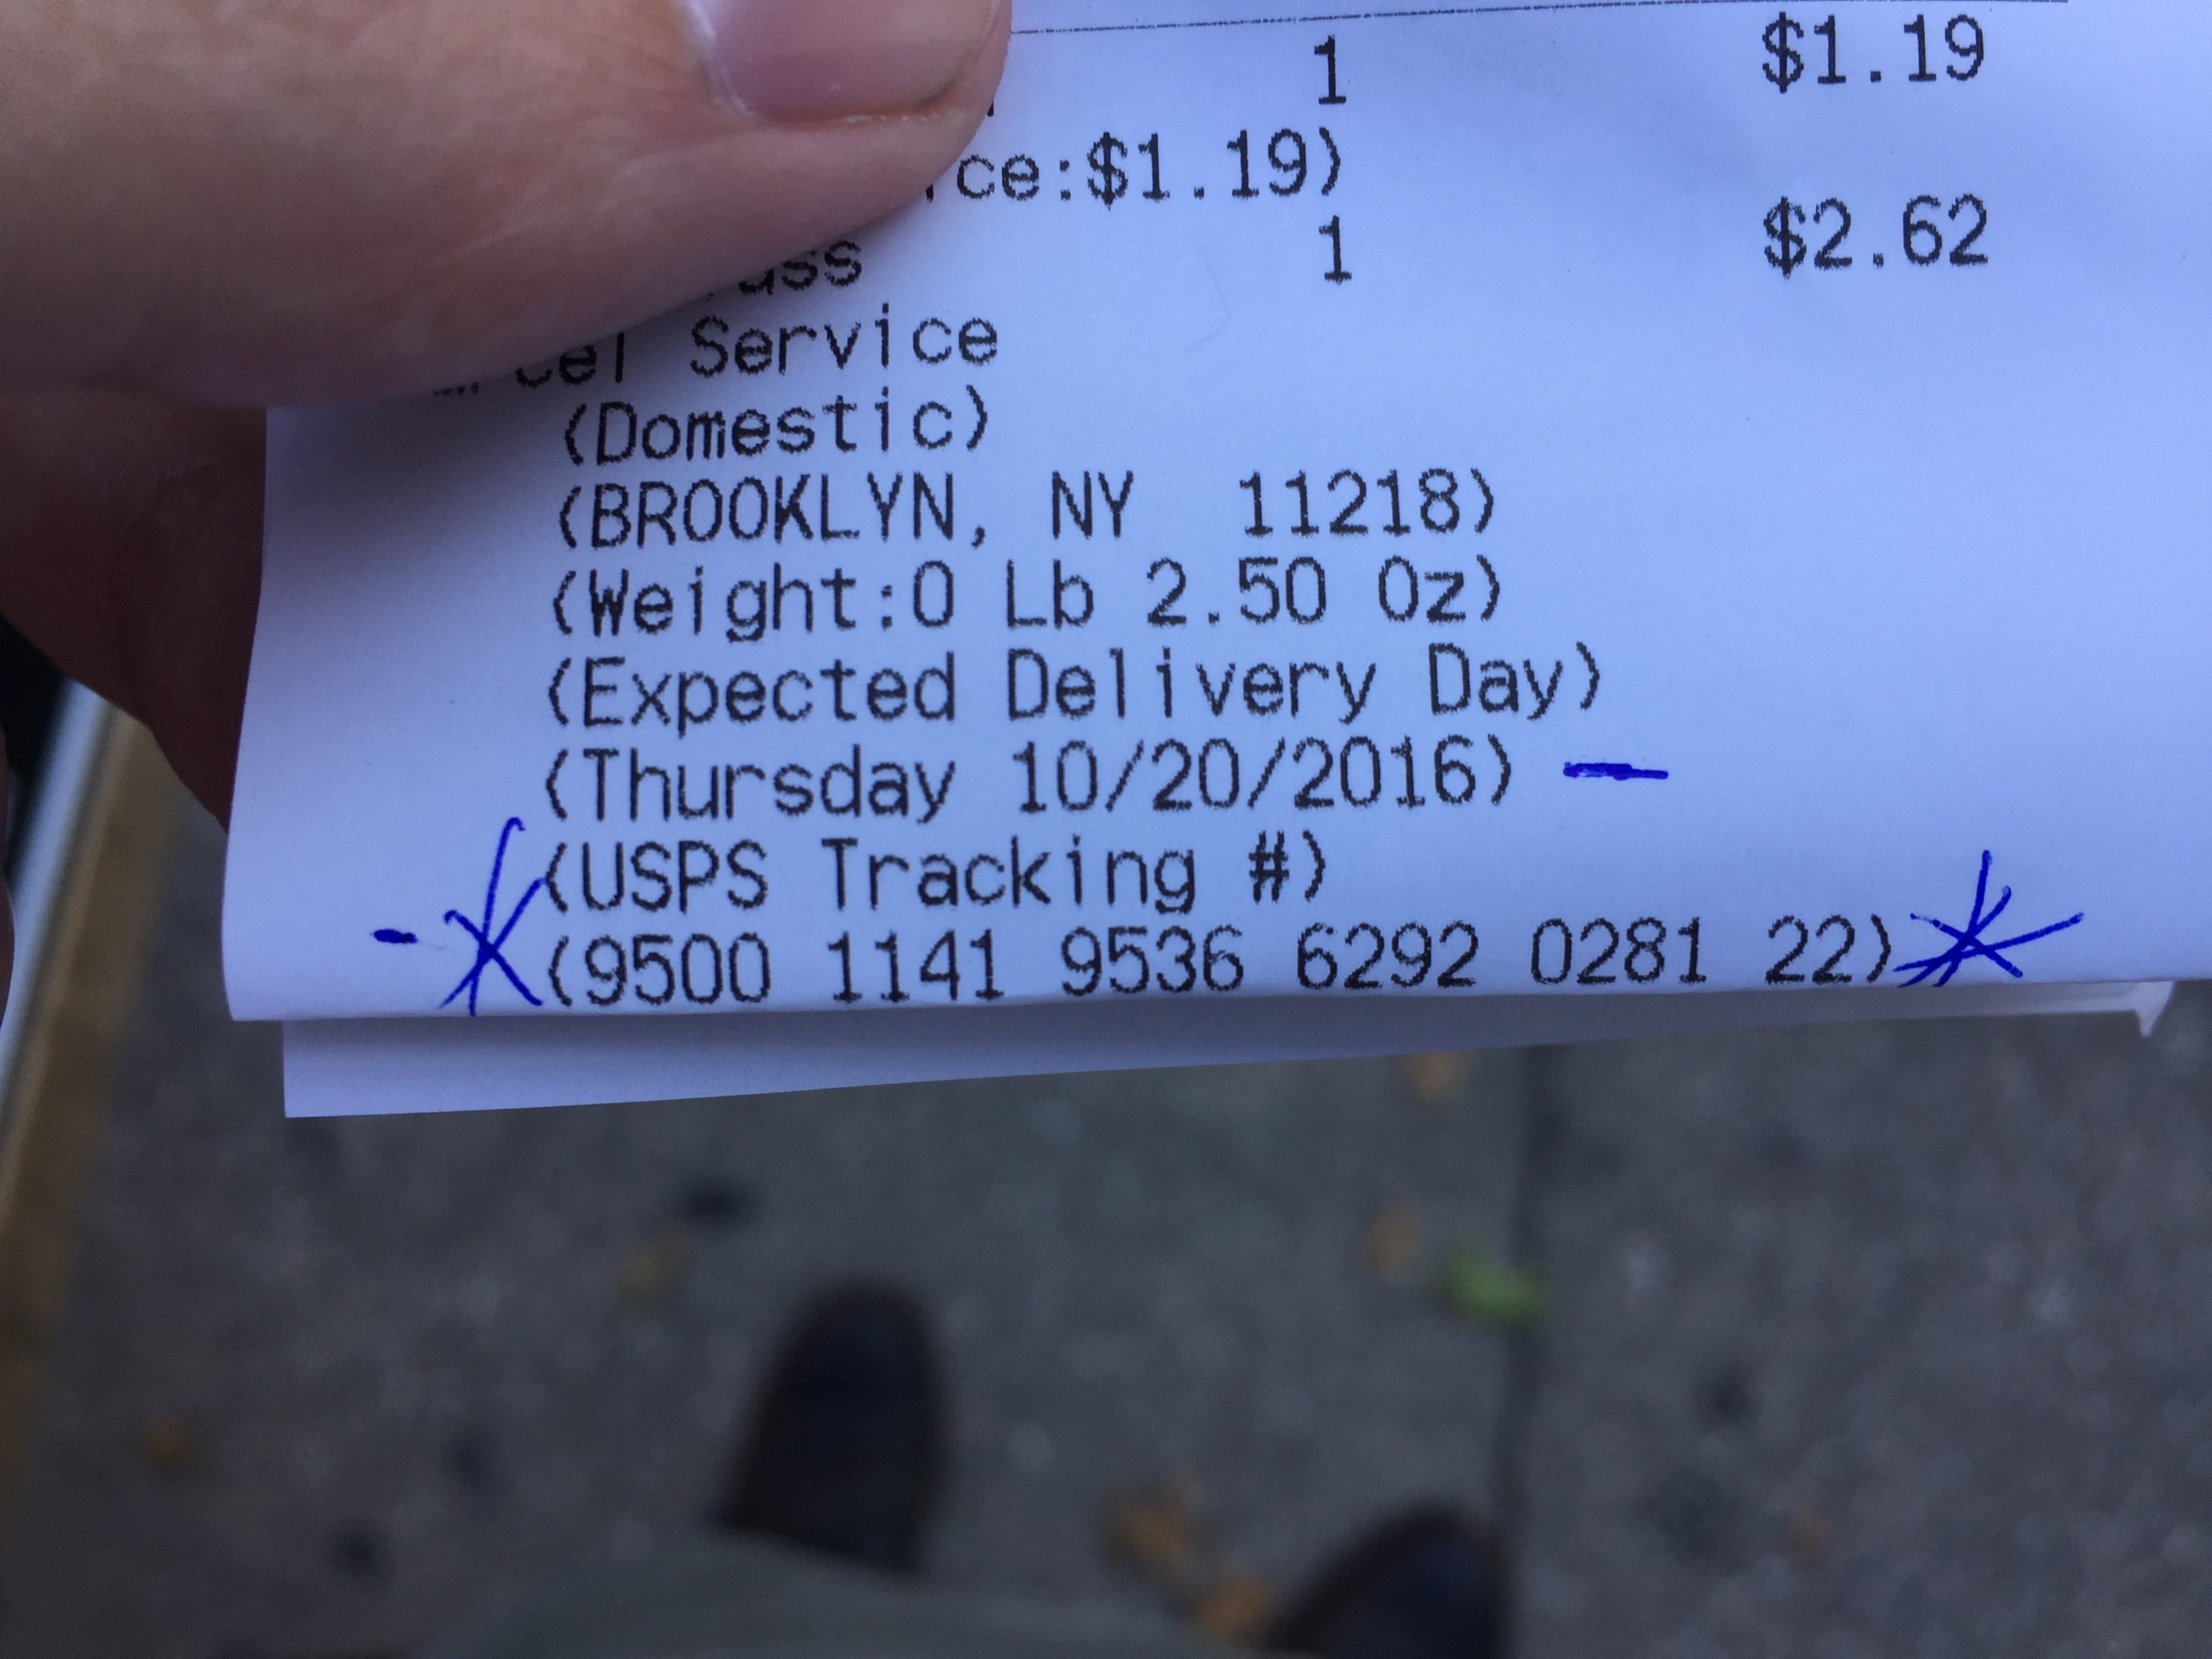 1 $1.19
ce:$1.19)
1 $2.62
Service
(Domestic)
(BROOKLYN, NY 11218)
(Weight:0 Lb 2.50 Oz)
(Expected Delivery Day)
(Thursday 10/20/2016)
(USPS Tracking #)
(9500 1141 9536 6292 0281 22)